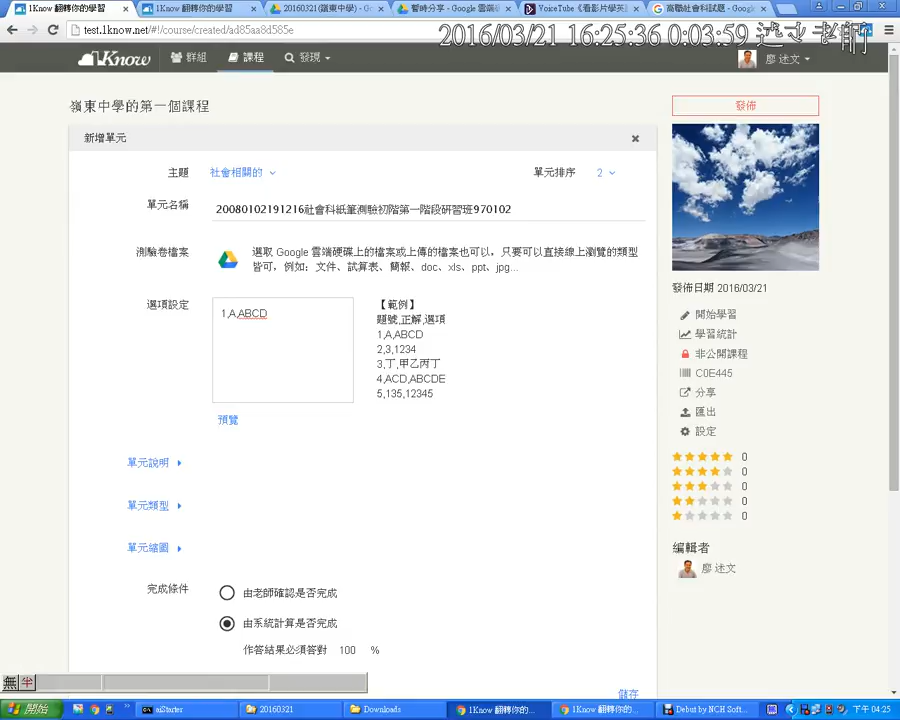 1Know 翻轉你的學習
1Know 翻轉你的學習
20160321(嶺東中學) - Go
暫時分享 - Google 雲端硬
VoiceTube《看影片學英
高職社會科試題 - Google
test.1know.net/#!/course/created/ad85aa8d585e
2016/03/21 16:25:36 0:03:59
1Know
群組
課程
發現
廖述文
嶺東中學的第一個課程
新增單元
主題
社會相關的
單元排序
2
單元名稱
20080102191216社會科紙筆測驗初階第一階段研習班970102
測驗卷檔案
選取 Google 雲端硬碟上的檔案或上傳的檔案也可以，只要可以直接線上瀏覽的類型
皆可，例如：文件、試算表、簡報、doc、xls、ppt、jpg...
選項設定
1,A,ABCD
【範例】
題號,正解,選項
1,A,ABCD
2,3,1234
3,丁,甲乙丙丁
4,ACD,ABCDE
5,135,12345
預覽
單元說明
單元類型
單元縮圖
完成條件
由老師確認是否完成
由系統計算是否完成
作答結果必須答對 100 %
儲存
發佈
發佈日期 2016/03/21
開始學習
學習統計
非公開課程
C0E445
分享
匯出
設定
0
0
0
0
0
編輯者
廖述文
無 半
開始
aiStarter
20160321
Downloads
1Know 翻轉你的...
1Know 翻轉你的...
Debut by NCH Soft...
下午 04:25